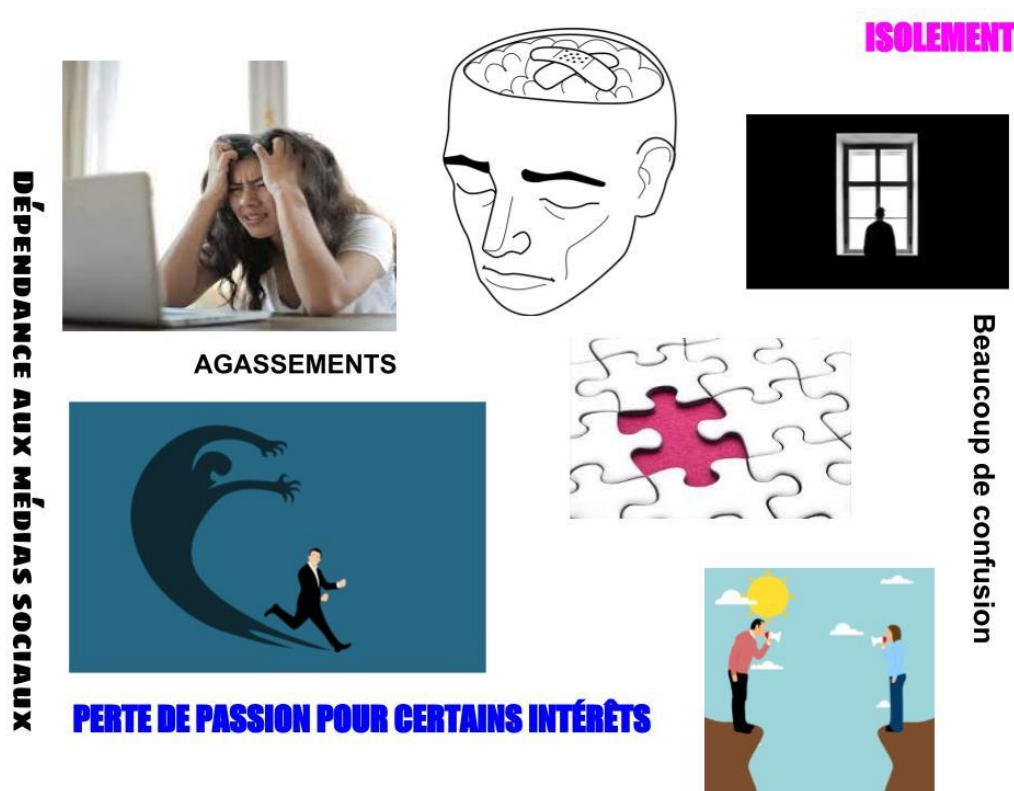 ISOLEMENT
DÉPENDANCE AUX MÉDIAS SOCIAUX
AGASSEMENTS
Beaucoup de confusion
PERTE DE PASSION POUR CERTAINS INTÉRÊTS